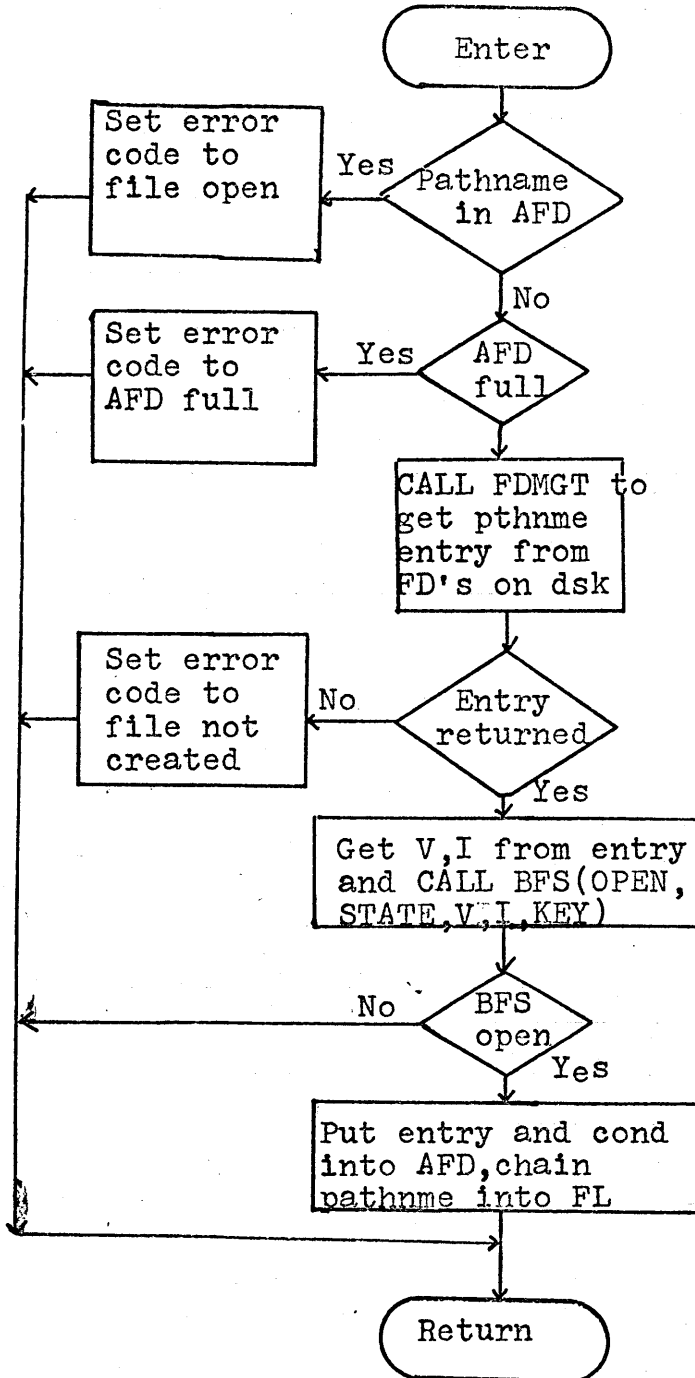 Enter
Set error
code to
file open
Yes
Pathname
in AFD
No
Set error
code to
AFD full
Yes
AFD
full
CALL FDMGT to
get pthnme
entry from
FD's on dsk
Set error
code to
file not
created
No
Entry
returned
Yes
Get V,I from entry
and CALL BFS(OPEN,
STATE,V,I,KEY)
No
BFS
open
Yes
Put entry and cond
into AFD,chain
pathnme into FL
Return